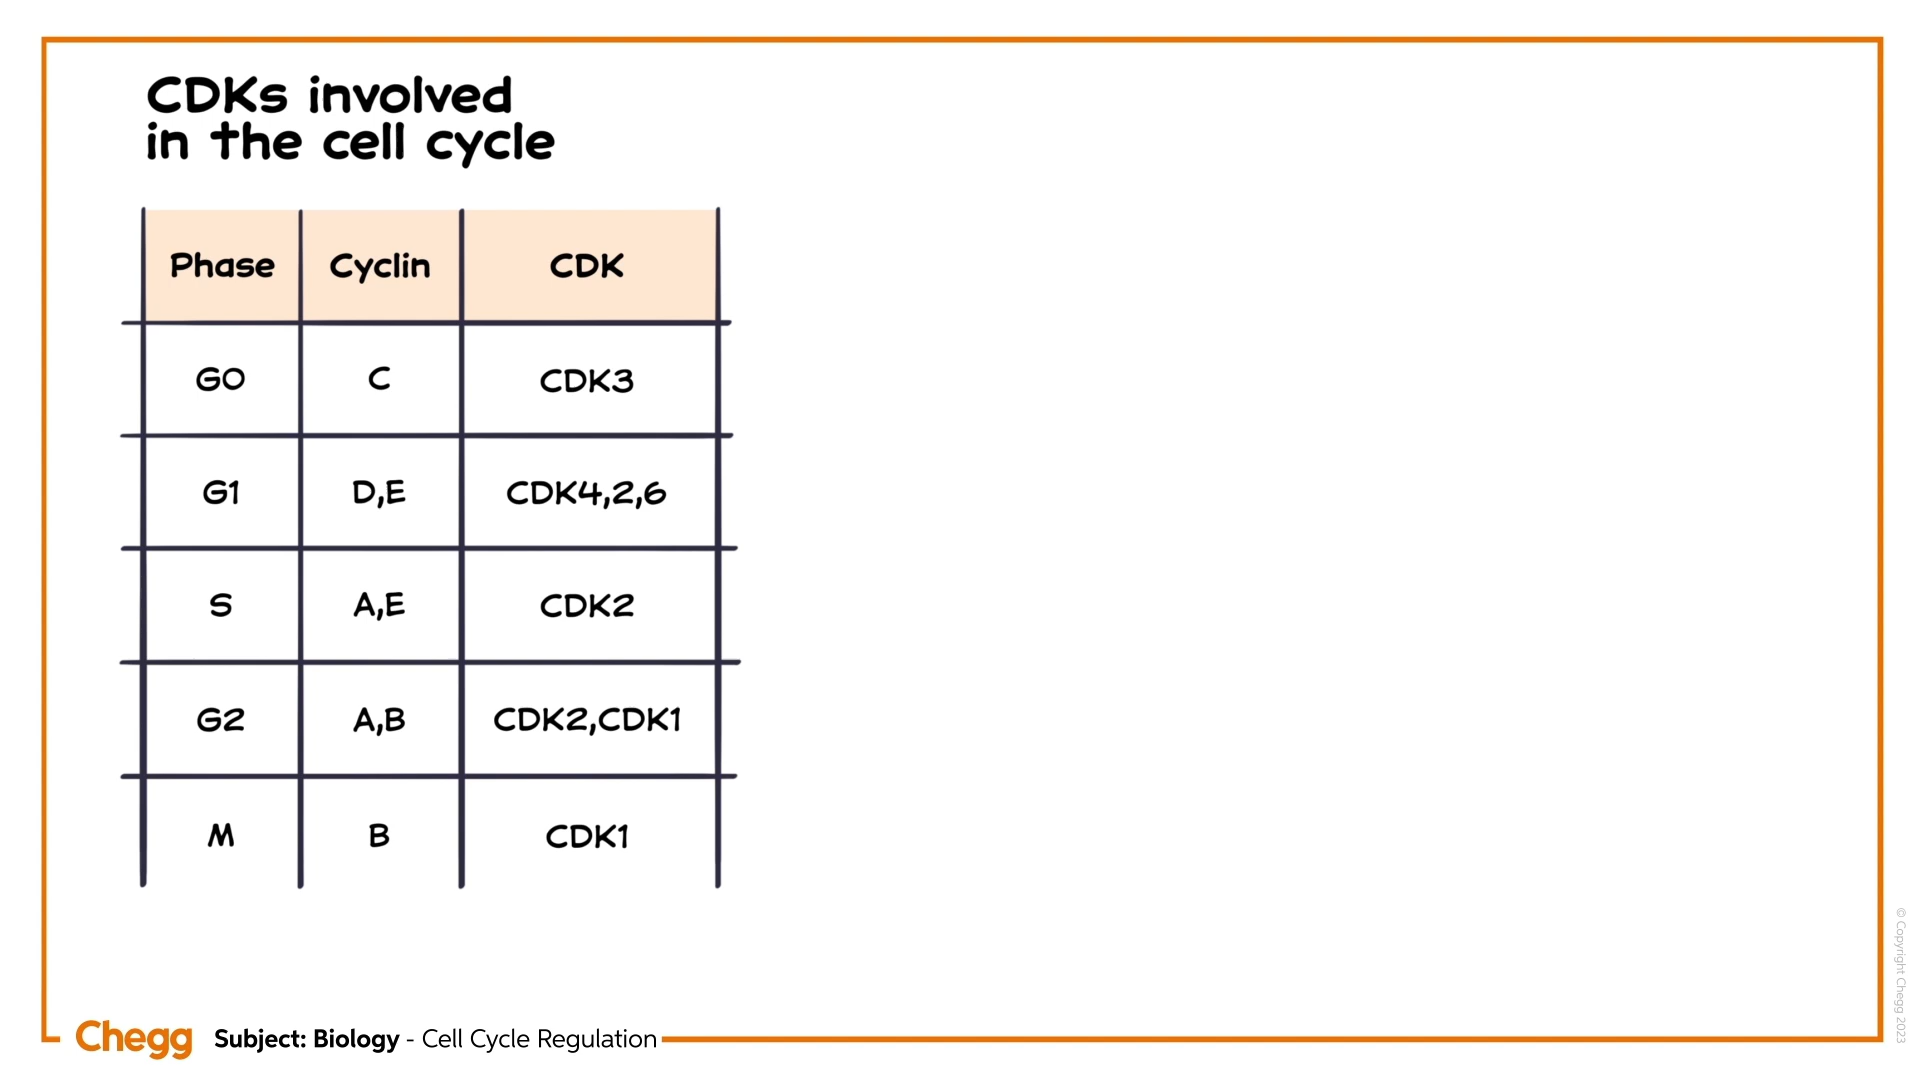 CDKs involved
in the cell cycle
Phase Cyclin CDK
G0 C CDK3
G1 D,E CDK4,2,6
S A,E CDK2
G2 A,B CDK2,CDK1
M B CDK1
Chegg Subject: Biology - Cell Cycle Regulation
© Copyright Chegg 2023